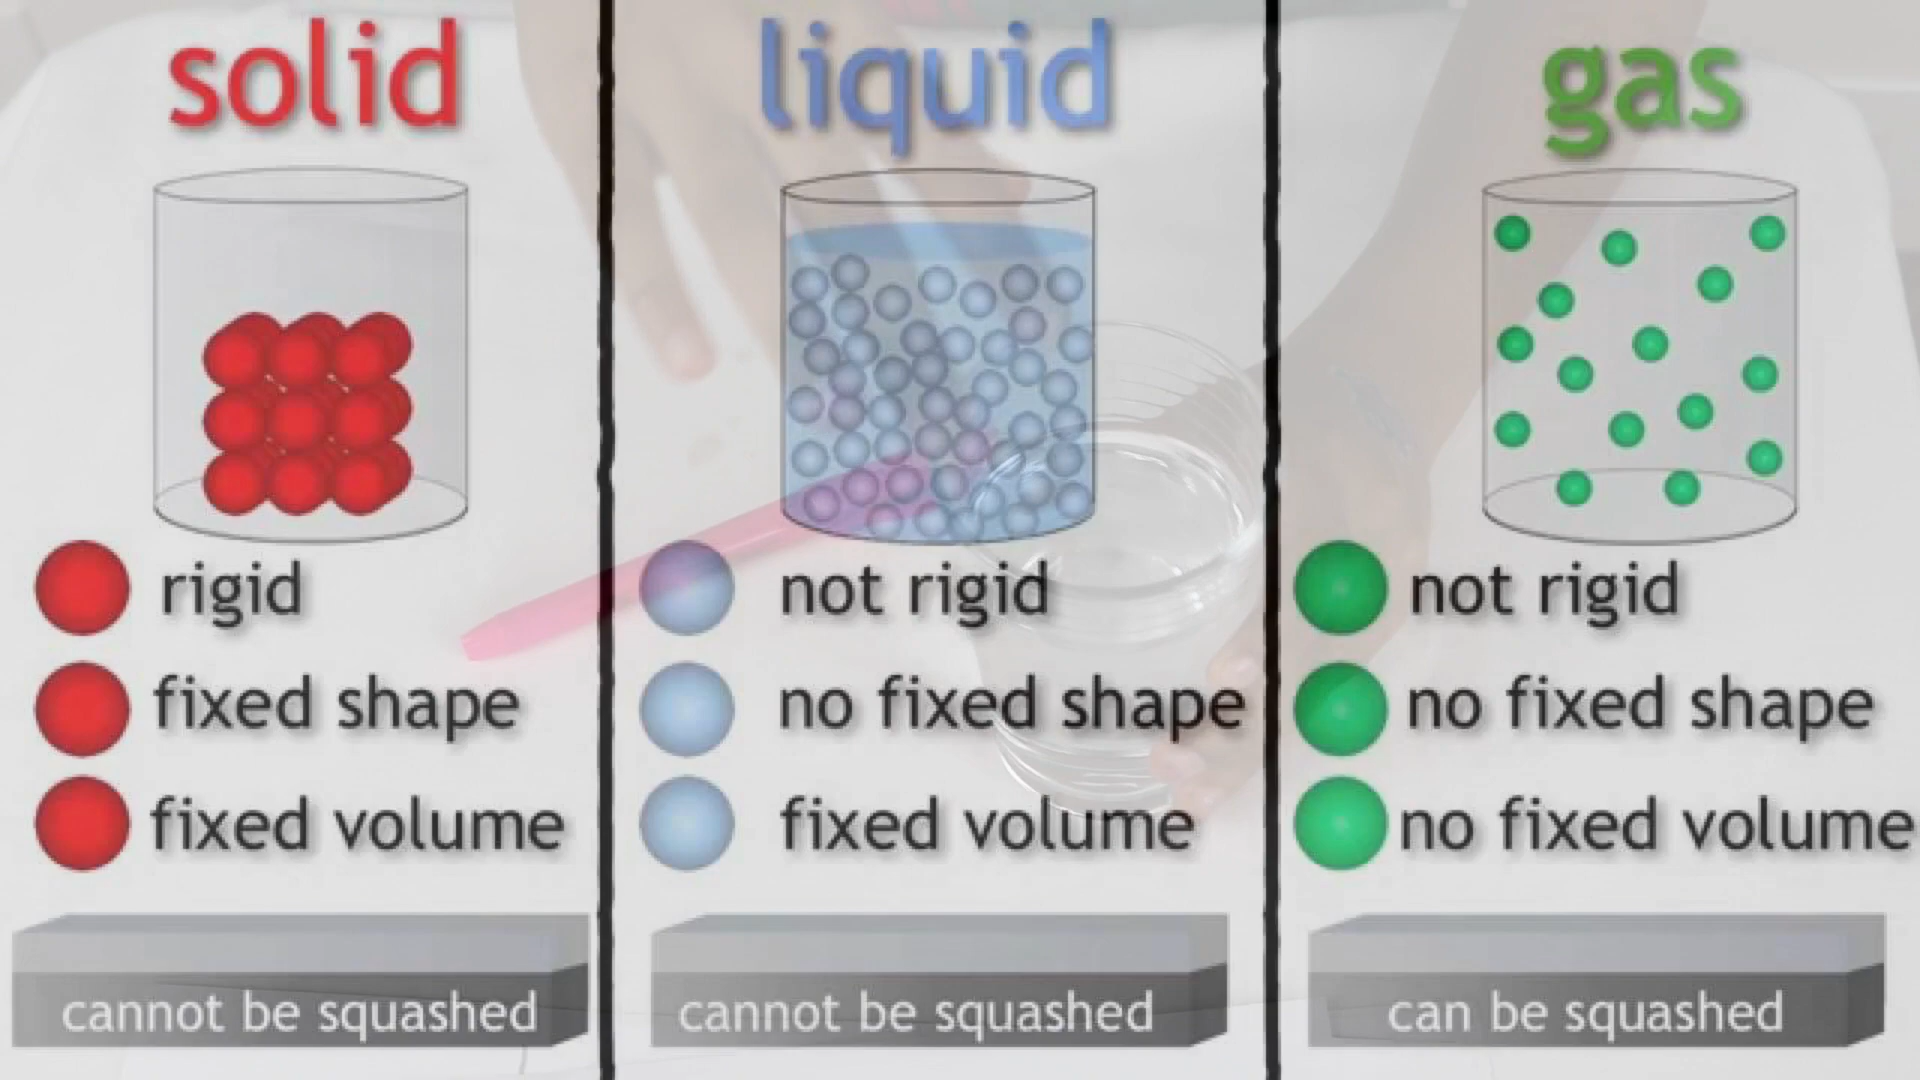 solid
rigid
fixed shape
fixed volume
cannot be squashed
liquid
not rigid
no fixed shape
fixed volume
cannot be squashed
gas
not rigid
no fixed shape
no fixed volume
can be squashed